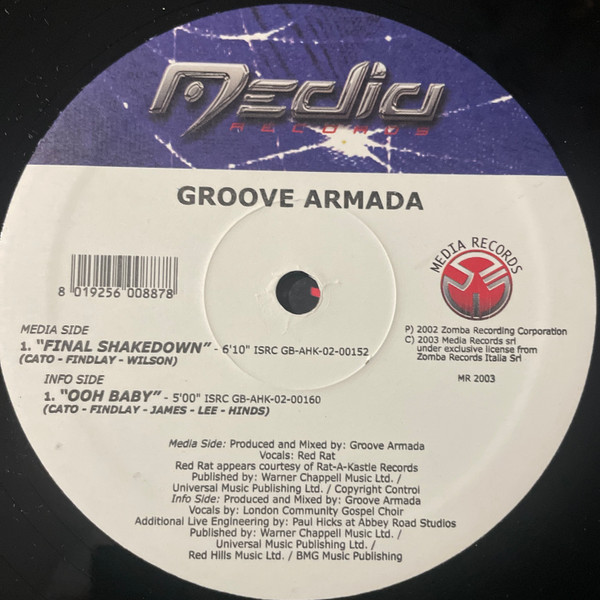 Media
RECORDS
GROOVE ARMADA
8 019256 008878
MEDIA RECORDS
P) 2002 Zomba Recording Corporation
C) 2003 Media Records srl
under exclusive license from
Zomba Records Italia Srl
MR 2003
MEDIA SIDE
1. "FINAL SHAKEDOWN" - 6'10" ISRC GB-AHK-02-00152
(CATO - FINDLAY - WILSON)
INFO SIDE
1. "OOH BABY" - 5'00" ISRC GB-AHK-02-00160
(CATO - FINDLAY - JAMES - LEE - HINDS)
Media Side: Produced and Mixed by: Groove Armada
Vocals: Red Rat
Red Rat appears courtesy of Rat-A-Kastle Records
Published by: Warner Chappell Music Ltd. /
Universal Music Publishing Ltd. / Copyright Control
Info Side: Produced and Mixed by: Groove Armada
Vocals by: London Community Gospel Choir
Additional Live Engineering by: Paul Hicks at Abbey Road Studios
Published by: Warner Chappell Music Ltd. /
Universal Music Publishing Ltd. /
Red Hills Music Ltd. / BMG Music Publishing